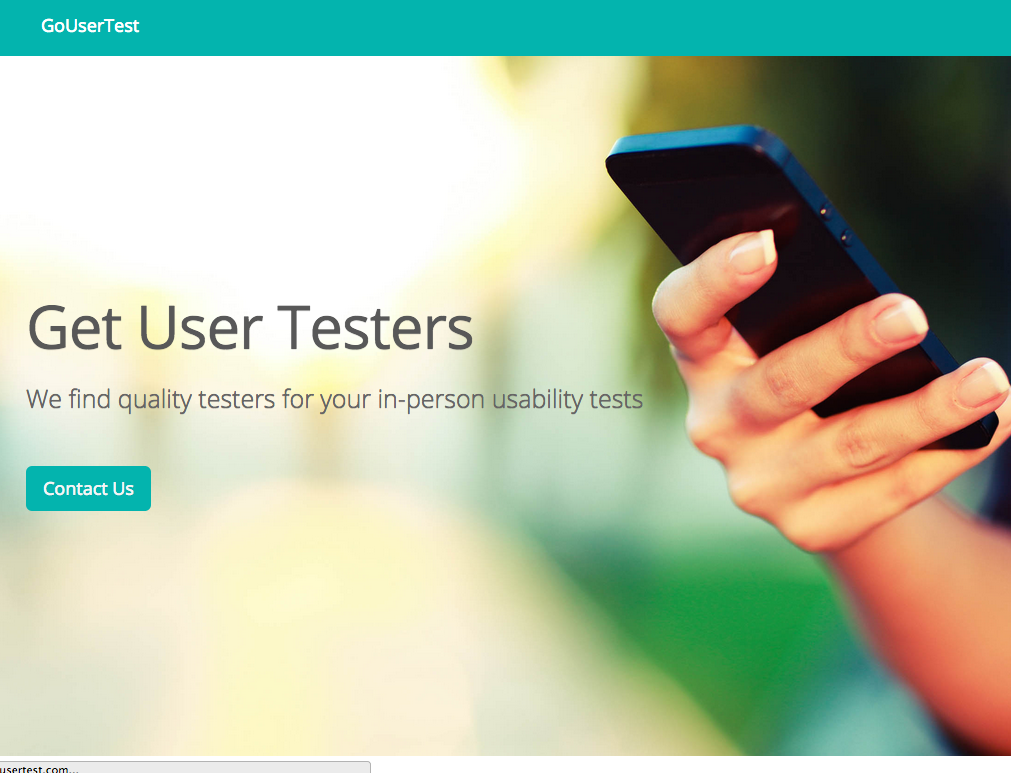 GoUserTest
Get User Testers
We find quality testers for your in-person usability tests
Contact Us
usertest.com...